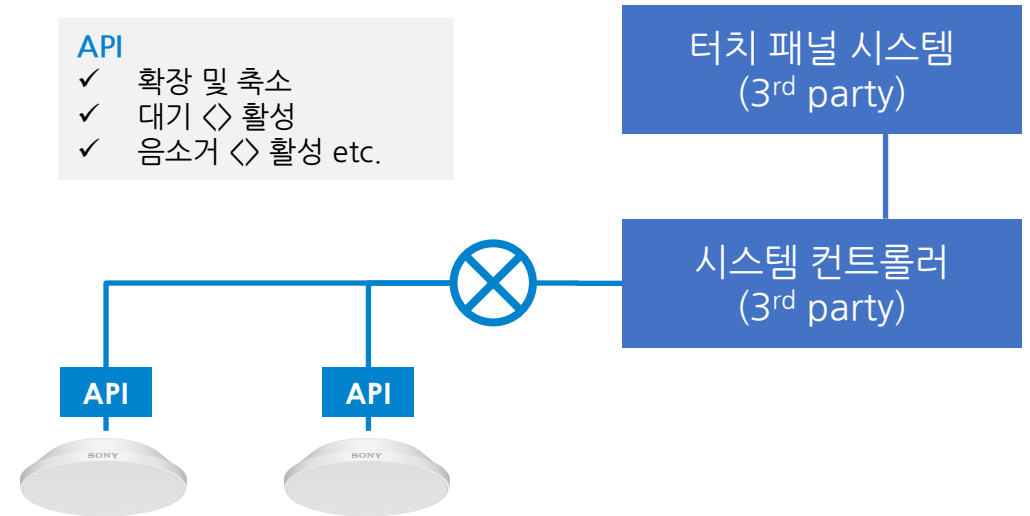 API
✓ 확장 및 축소
✓ 대기 <> 활성
✓ 음소거 <> 활성 etc.
터치 패널 시스템
(3rd party)
시스템 컨트롤러
(3rd party)
API
API
SONY
SONY